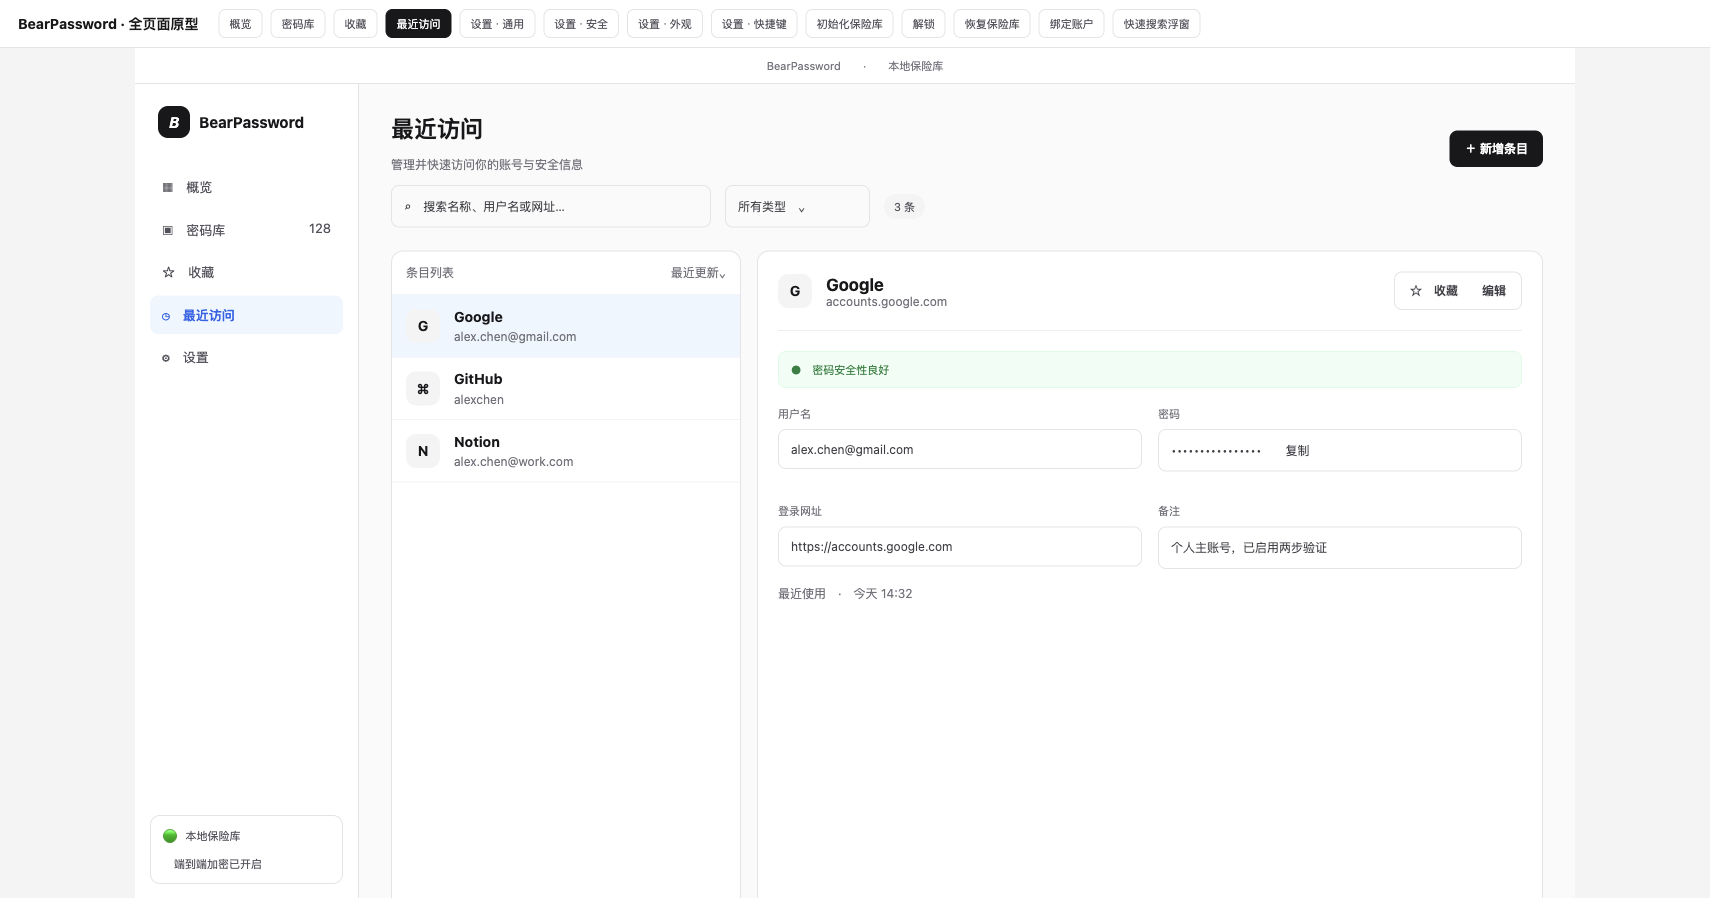 BearPassword · 全页面原型
概览
密码库
收藏
最近访问
设置 · 通用
设置 · 安全
设置 · 外观
设置 · 快捷键
初始化保险库
解锁
恢复保险库
绑定账户
快速搜索浮窗
BearPassword · 本地保险库
B BearPassword
概览
密码库 128
收藏
最近访问
设置
本地保险库
端到端加密已开启
最近访问
管理并快速访问你的账号与安全信息
+ 新增条目
搜索名称、用户名或网址...
所有类型
3 条
条目列表 最近更新
G
Google
alex.chen@gmail.com
⌘
GitHub
alexchen
N
Notion
alex.chen@work.com
G
Google
accounts.google.com
☆ 收藏 编辑
密码安全性良好
用户名
alex.chen@gmail.com
密码
•••••••••••••••• 复制
登录网址
https://accounts.google.com
备注
个人主账号，已启用两步验证
最近使用 · 今天 14:32